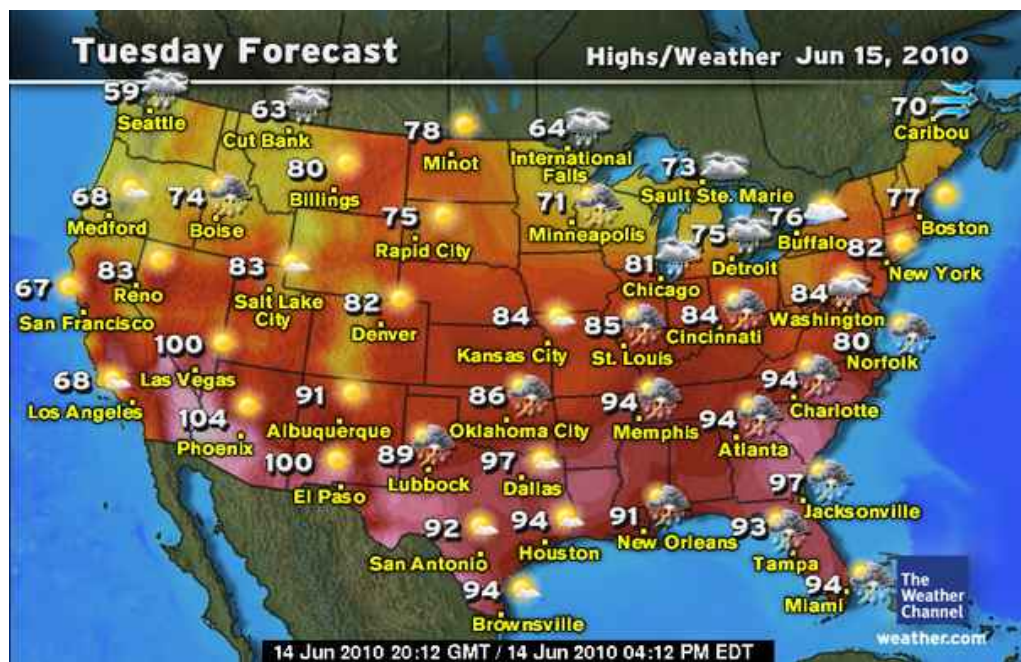 Tuesday Forecast
Highs/Weather Jun 15, 2010
59
Seattle
63
Cut Bank
78
Minot
64
International
Falls
70
Caribou
73
Sault Ste. Marie
80
Billings
68
Medford
74
Boise
75
Rapid City
71
Minneapolis
75
Detroit
76
Buffalo
77
Boston
82
New York
67
San Francisco
83
Reno
83
Salt Lake
City
82
Denver
84
Kansas City
81
Chicago
85
St. Louis
84
Cincinnati
84
Washington
80
Norfolk
100
Las Vegas
68
Los Angeles
104
Phoenix
91
Albuquerque
86
Oklahoma City
94
Memphis
94
Atlanta
94
Charlotte
100
El Paso
89
Lubbock
97
Dallas
97
Jacksonville
92
San Antonio
94
Houston
91
New Orleans
93
Tampa
94
Miami
94
Brownsville
The
Weather
Channel
weather.com
14 Jun 2010 20:12 GMT / 14 Jun 2010 04:12 PM EDT